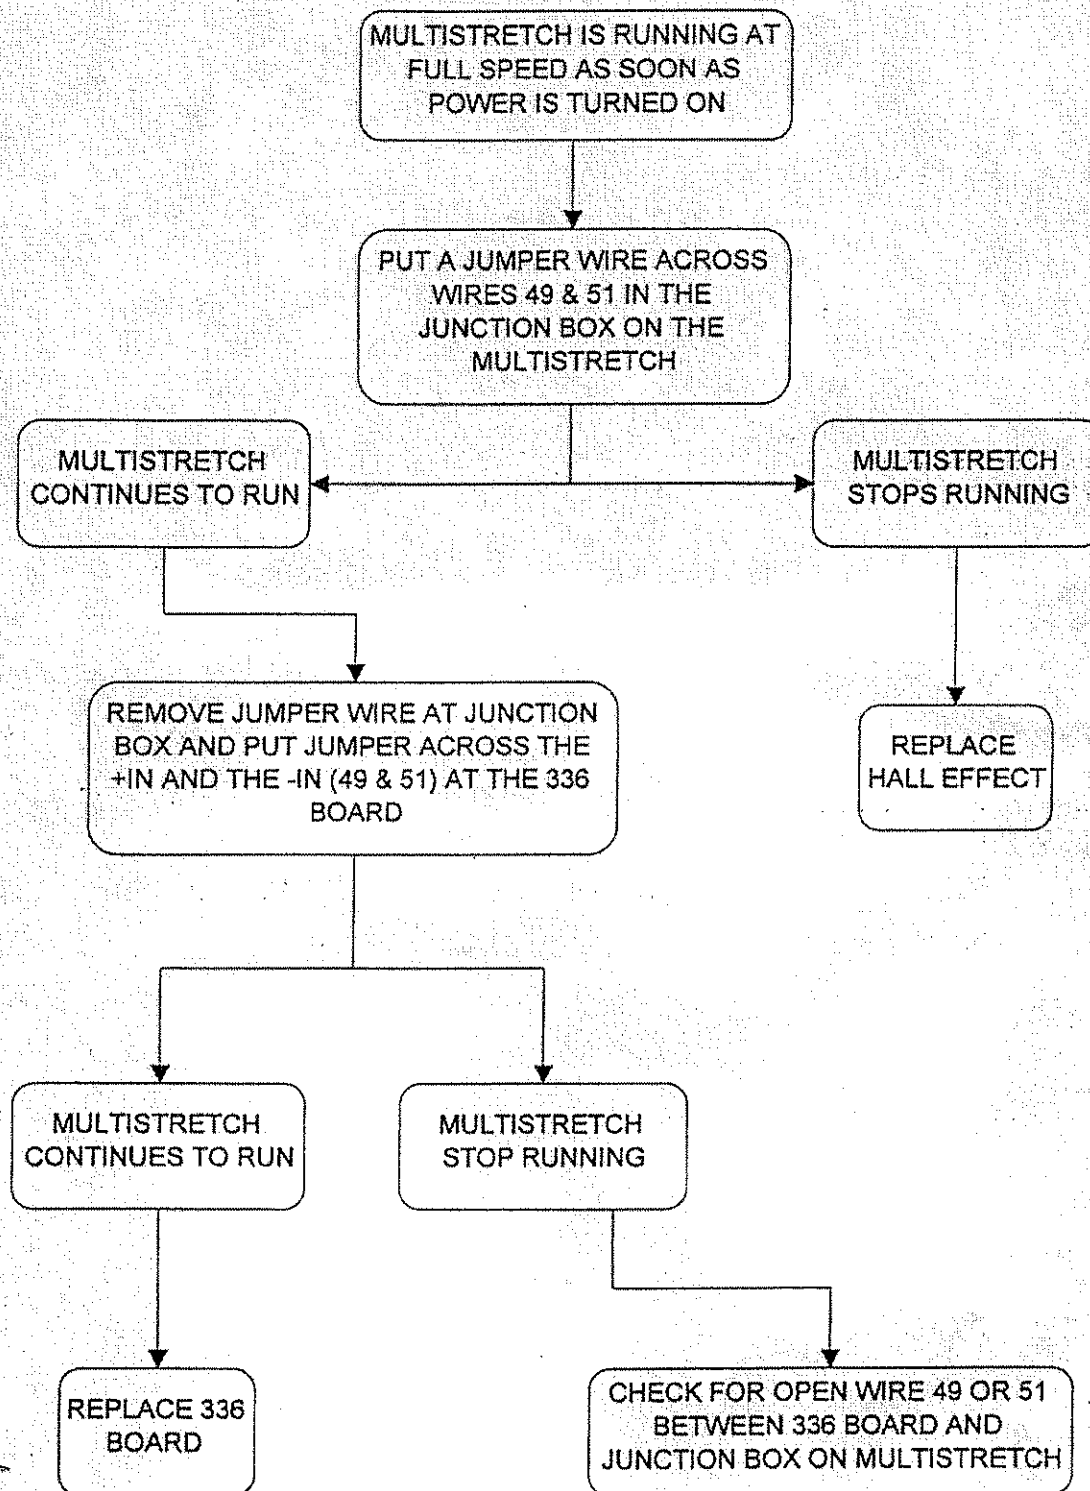 MULTISTRETCH IS RUNNING AT
FULL SPEED AS SOON AS
POWER IS TURNED ON
PUT A JUMPER WIRE ACROSS
WIRES 49 & 51 IN THE
JUNCTION BOX ON THE
MULTISTRETCH
MULTISTRETCH
CONTINUES TO RUN
MULTISTRETCH
STOPS RUNNING
REMOVE JUMPER WIRE AT JUNCTION
BOX AND PUT JUMPER ACROSS THE
+IN AND THE -IN (49 & 51) AT THE 336
BOARD
REPLACE
HALL EFFECT
MULTISTRETCH
CONTINUES TO RUN
MULTISTRETCH
STOP RUNNING
REPLACE 336
BOARD
CHECK FOR OPEN WIRE 49 OR 51
BETWEEN 336 BOARD AND
JUNCTION BOX ON MULTISTRETCH